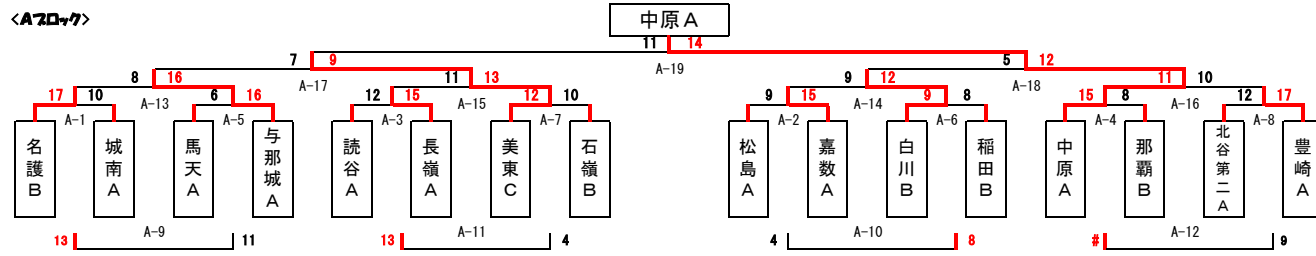 <Aブロック>
中原A
11 14
A-19
7 9
5 12
A-17
A-18
8 16
11 13
9 12
11 10
A-13
A-15
A-14
A-16
17 10
6 16
12 15
12 10
9 15
9 8
15 8
12 17
A-1
A-5
A-3
A-7
A-2
A-6
A-4
A-8
名護B
城南A
馬天A
与那城A
読谷A
長嶺A
美東C
石嶺B
松島A
嘉数A
白川B
稲田B
中原A
那覇B
北谷第二A
豊崎A
13 A-9 11
13 A-11 4
4 A-10 8
# A-12 9